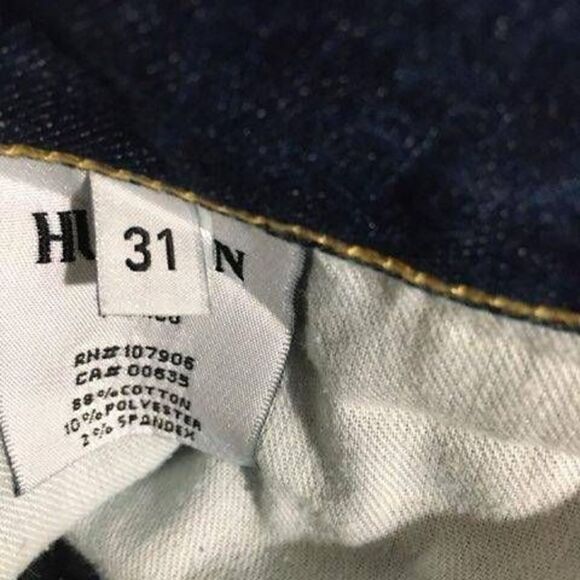 HU N
31
RN# 107906
CA# 00635
88% COTTON
10% POLYESTER
2% SPANDEX